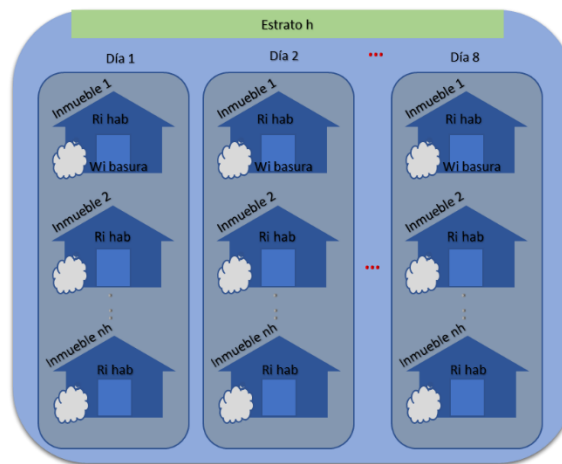 Estrato h
Día 1
Día 2
...
Día 8
Inmueble 1
Ri hab
Wi basura
Inmueble 2
Ri hab
Inmueble nh
Ri hab
Inmueble 1
Ri hab
Wi basura
Inmueble 2
Ri hab
Inmueble nh
Ri hab
...
Inmueble 1
Ri hab
Wi basura
Inmueble 2
Ri hab
Inmueble nh
Ri hab